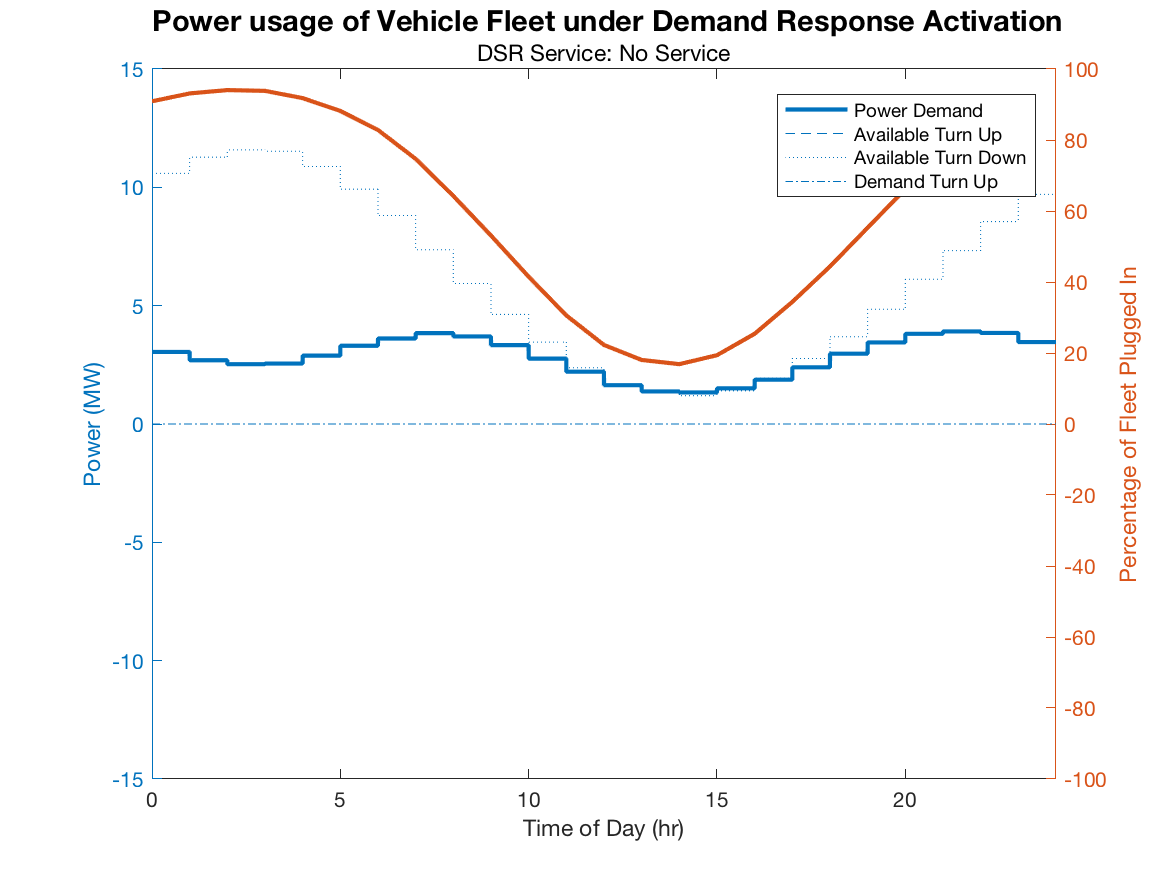 Power usage of Vehicle Fleet under Demand Response Activation
DSR Service: No Service
Power Demand
Available Turn Up
Available Turn Down
Demand Turn Up
Power (MW)
15
10
5
0
-5
-10
-15
Percentage of Fleet Plugged In
100
80
60
40
20
0
-20
-40
-60
-80
-100
0 5 10 15 20
Time of Day (hr)